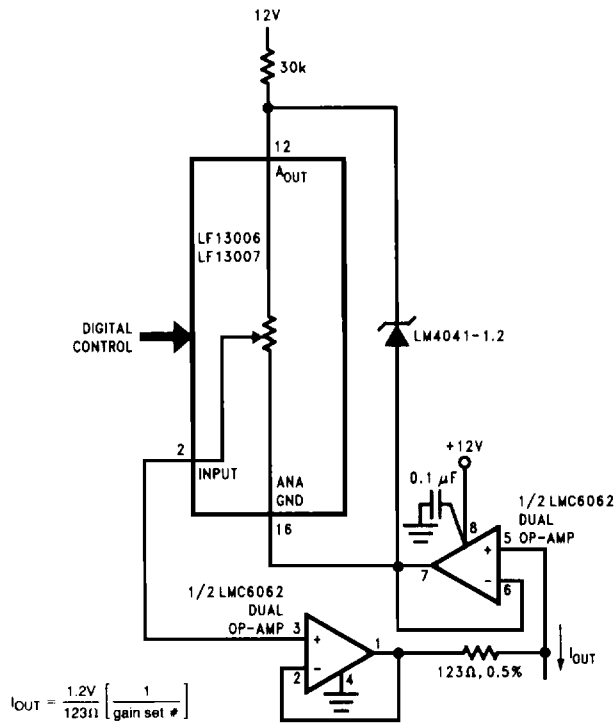 12V
30k
12
AOUT
LF13006
LF13007
DIGITAL
CONTROL
LM4041-1.2
2
INPUT
ANA
GND
16
+12V
0.1 µF
8
1/2 LMC6062
DUAL
OP-AMP
5
+
7
-
6
1/2 LMC6062
DUAL
OP-AMP
3
+
1
-
2
4
123Ω, 0.5%
IOUT
IOUT = 1.2V/123Ω [1/gain set #]